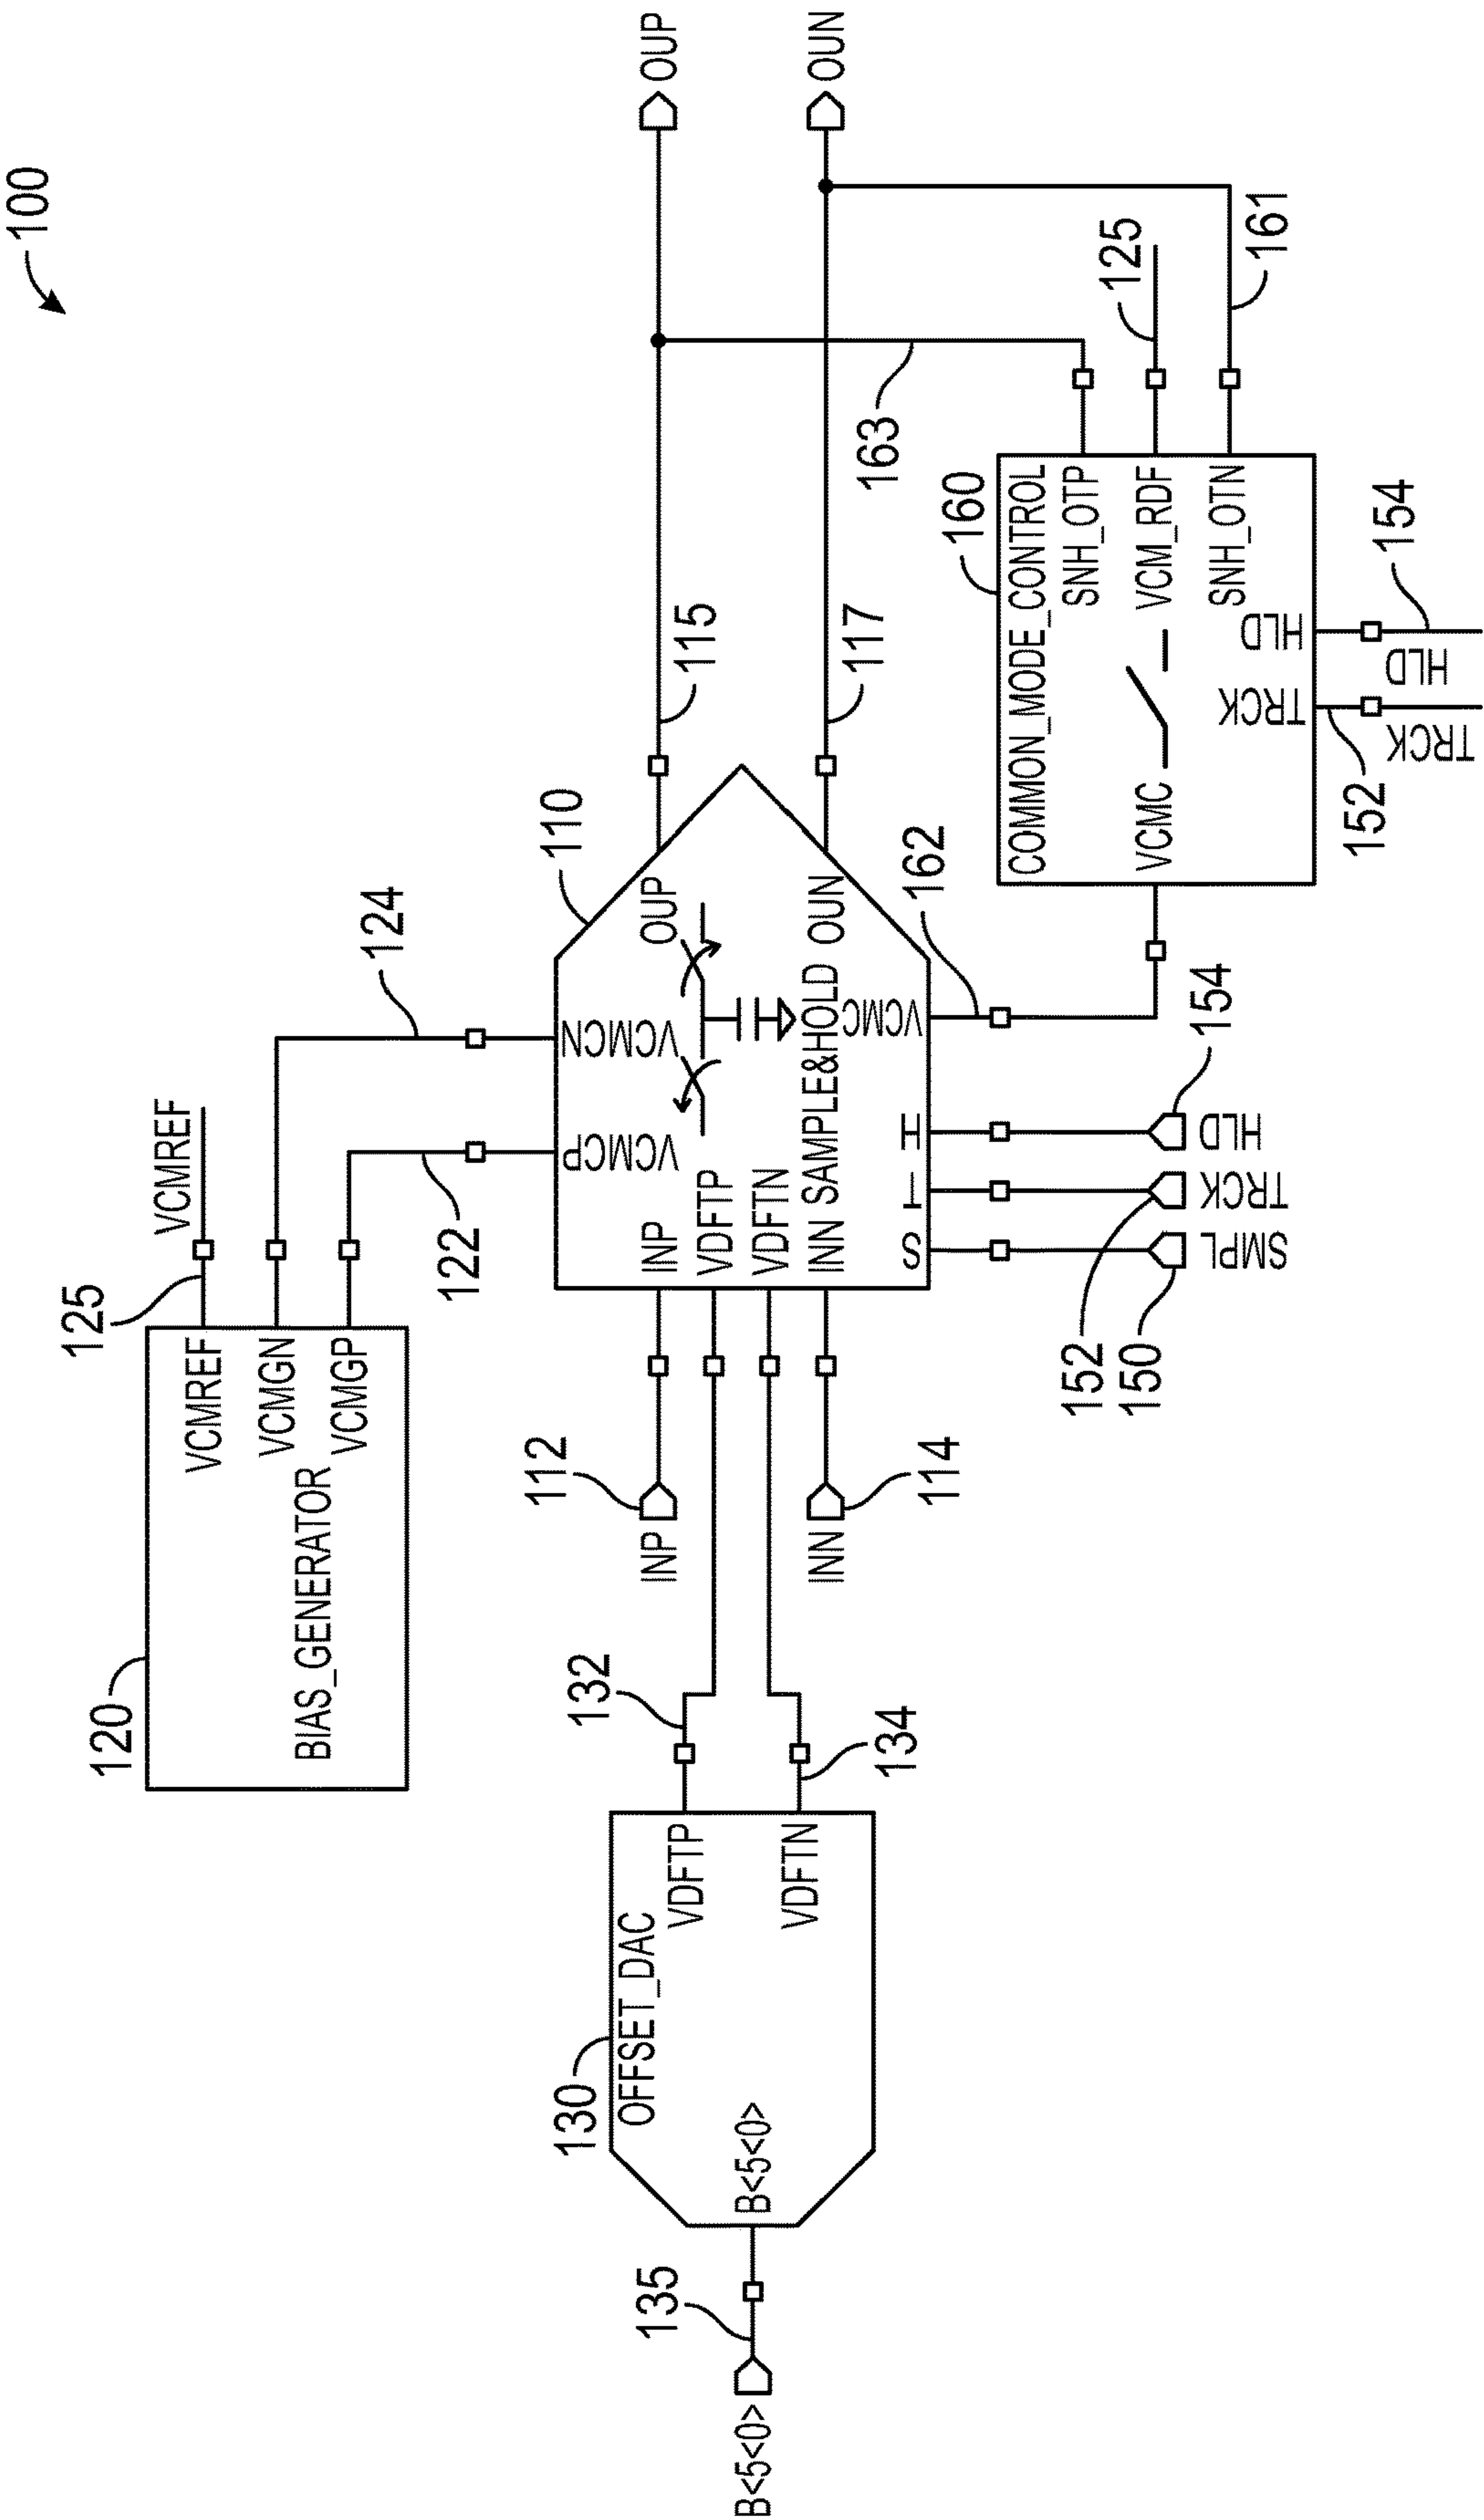 100
VCMREF
125
120
VCMREF
VCMGN
VCMGP
BIAS_GENERATOR
124
122
110
115
OUP
117
OUN
112
INP
114
INN
INP
VDFTP
VDFTN
INN
SAMPLE&HOLD
VCMCP
VCMCN
OUP
OUN
S
T
H
VCMC
162
132
134
130
OFFSET_DAC
VDFTP
VDFTN
B<5<0>
135
B<5<0>
150
152
154
SMPL
TRCK
HLD
163
160
COMMON_MODE_CONTROL
SNH_OTP
VCMC
VCM_RDF
SNH_OTN
TRCK
HLD
125
161
152
TRCK
HLD
154